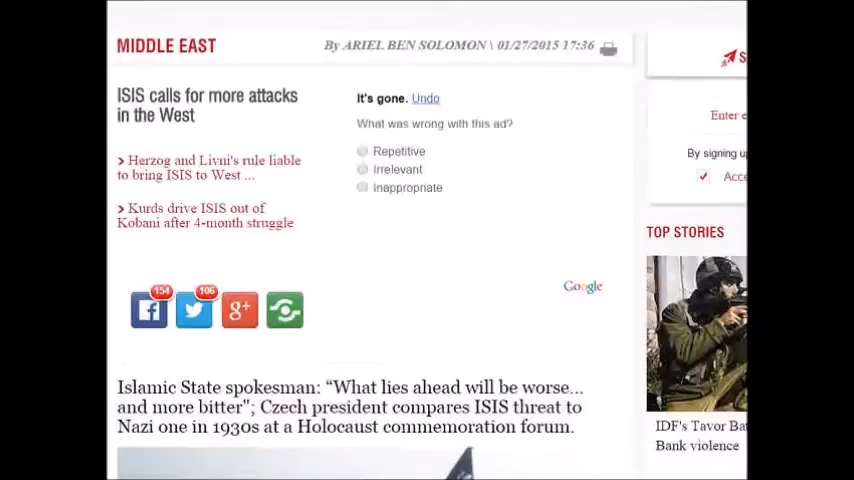 MIDDLE EAST
By ARIEL BEN SOLOMON \ 01/27/2015 17:36
ISIS calls for more attacks
in the West
> Herzog and Livni's rule liable
to bring ISIS to West ...
> Kurds drive ISIS out of
Kobani after 4-month struggle
It's gone. Undo
What was wrong with this ad?
Repetitive
Irrelevant
Inappropriate
Google
154
106
f
g+
Islamic State spokesman: “What lies ahead will be worse...
and more bitter"; Czech president compares ISIS threat to
Nazi one in 1930s at a Holocaust commemoration forum.
S
Enter e
By signing up
Acce
TOP STORIES
IDF's Tavor Bat
Bank violence